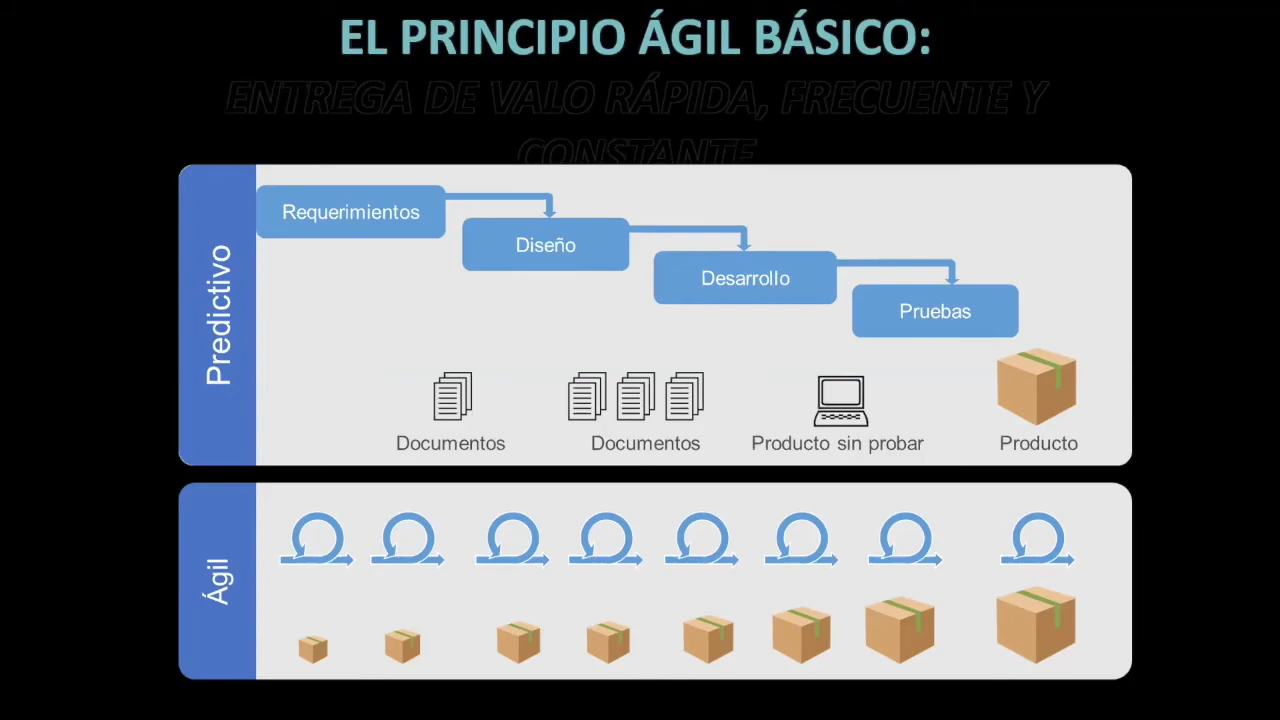 EL PRINCIPIO ÁGIL BÁSICO:
ENTREGA DE VALO RÁPIDA, FRECUENTE Y
CONSTANTE
Predictivo
Requerimientos
Diseño
Desarrollo
Pruebas
Documentos
Documentos
Producto sin probar
Producto
Ágil